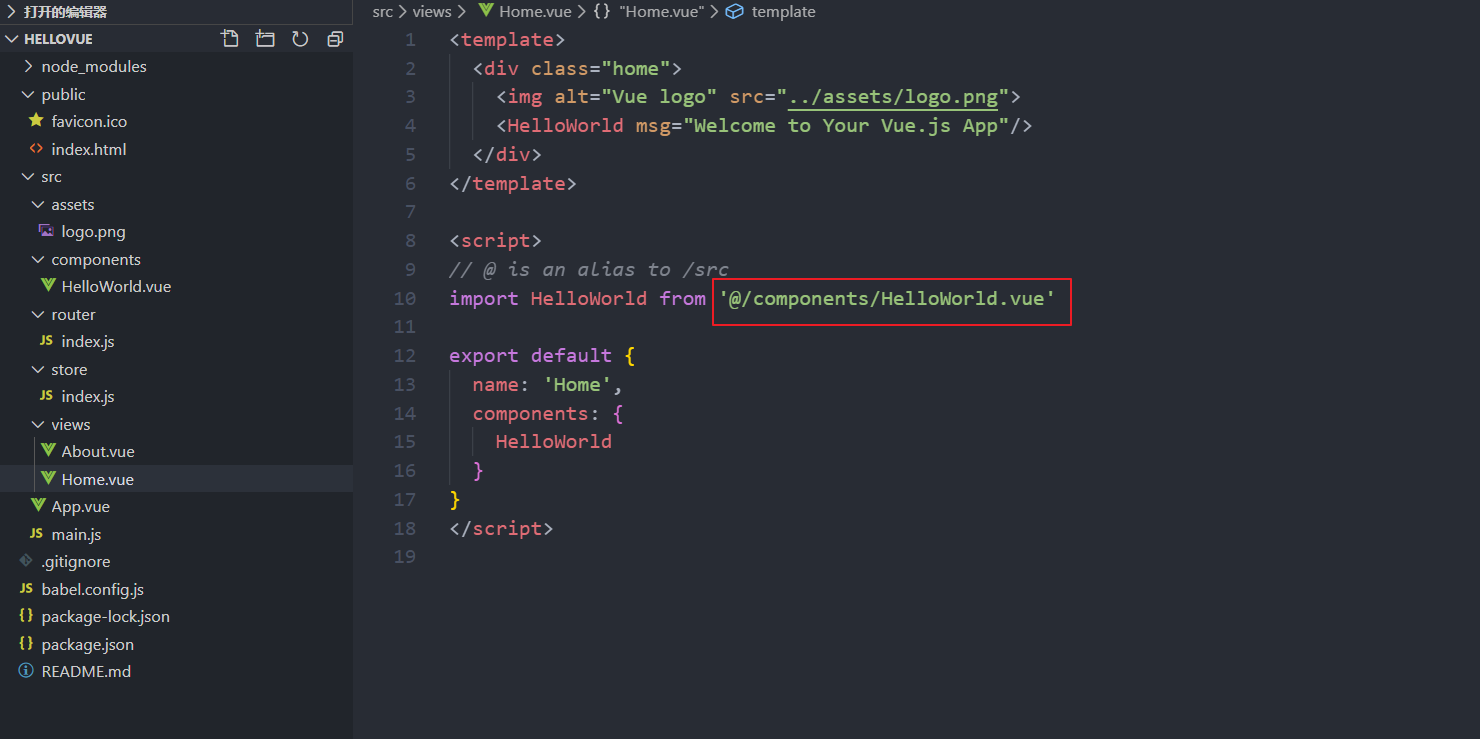 打开的编辑器
HELLOVUE
node_modules
public
favicon.ico
index.html
src
assets
logo.png
components
HelloWorld.vue
router
JS index.js
store
JS index.js
views
About.vue
Home.vue
App.vue
JS main.js
.gitignore
JS babel.config.js
{} package-lock.json
{} package.json
README.md
src > views > Home.vue > {} "Home.vue" > template
1 <template>
2 <div class="home">
3 <img alt="Vue logo" src="../assets/logo.png">
4 <HelloWorld msg="Welcome to Your Vue.js App"/>
5 </div>
6 </template>
7
8 <script>
9 // @ is an alias to /src
10 import HelloWorld from '@/components/HelloWorld.vue'
11
12 export default {
13 name: 'Home',
14 components: {
15 HelloWorld
16 }
17 }
18 </script>
19